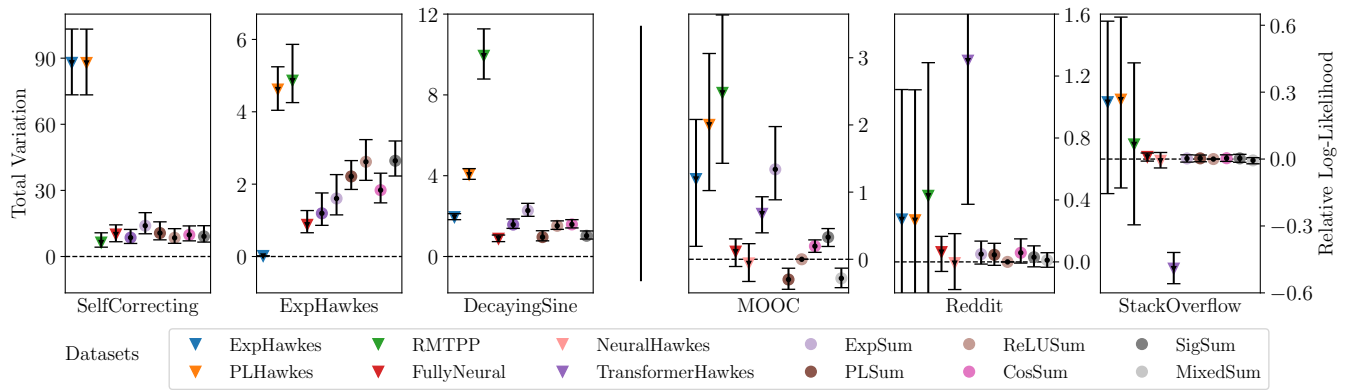 Total Variation
90
60
30
0
SelfCorrecting
6
4
2
0
ExpHawkes
12
8
4
0
DecayingSine
3
2
1
0
MOOC
1.6
1.2
0.8
0.4
0.0
Reddit
0.6
0.3
0.0
−0.3
−0.6
StackOverflow
Relative Log-Likelihood
Datasets
ExpHawkes RMTPP NeuralHawkes ExpSum ReLUSum SigSum
PLHawkes FullyNeural TransformerHawkes PLSum CosSum MixedSum